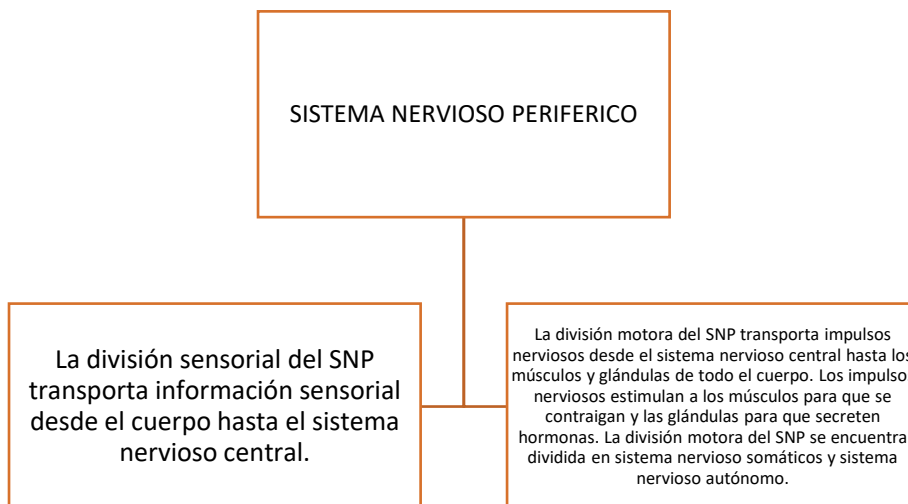 SISTEMA NERVIOSO PERIFERICO
La división sensorial del SNP
transporta información sensorial
desde el cuerpo hasta el sistema
nervioso central.
La división motora del SNP transporta impulsos
nerviosos desde el sistema nervioso central hasta los
músculos y glándulas de todo el cuerpo. Los impulso
nerviosos estimulan a los músculos para que se
contraigan y las glándulas para que secreten
hormonas. La división motora del SNP se encuentra
dividida en sistema nervioso somáticos y sistema
nervioso autónomo.